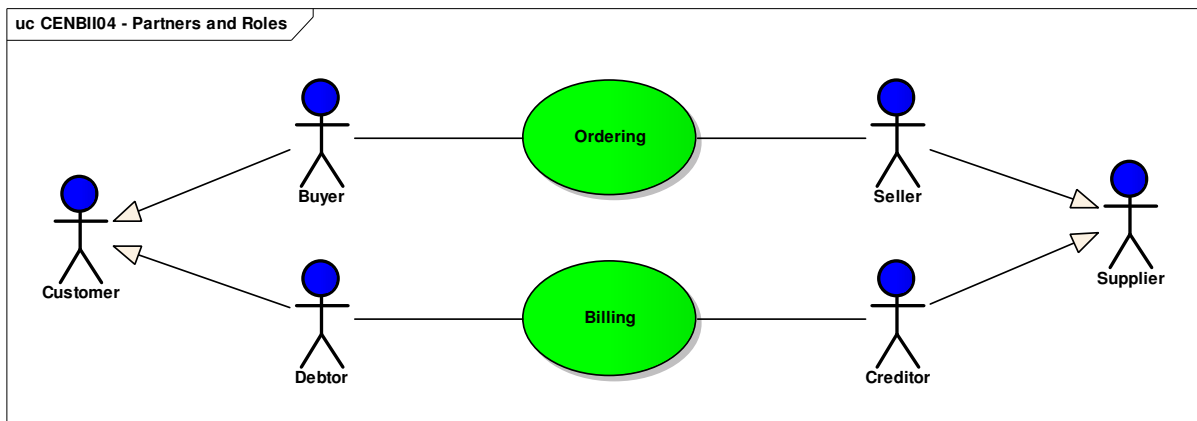 uc CENBII04 - Partners and Roles
Buyer
Ordering
Seller
Customer
Supplier
Debtor
Billing
Creditor